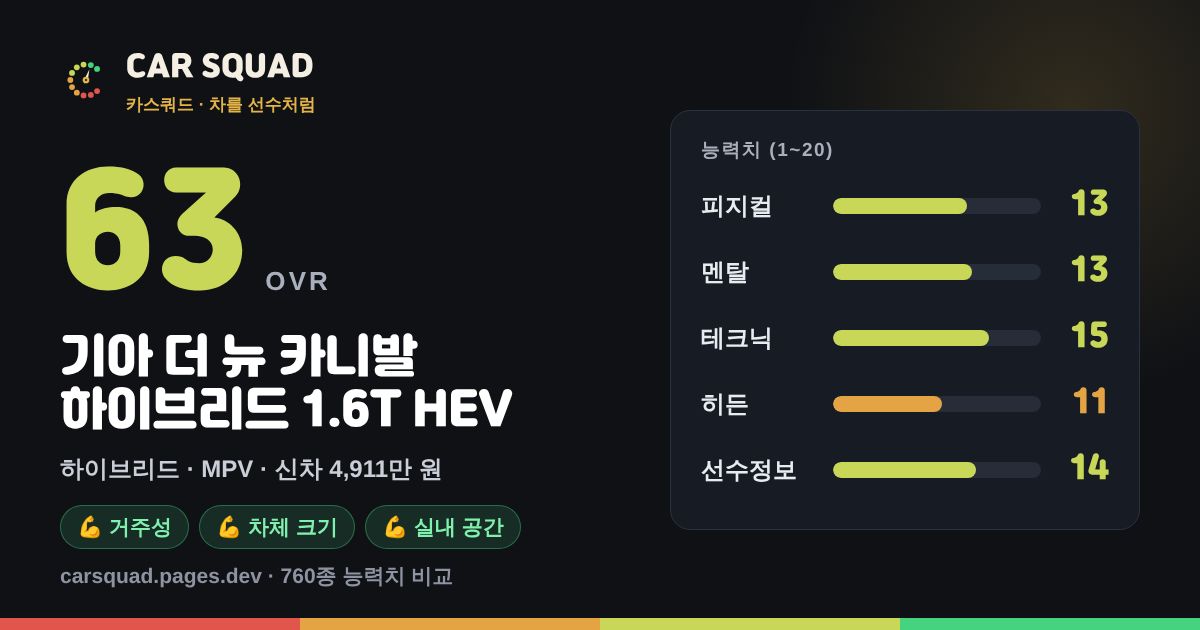 CAR SQUAD
카스쿼드 · 차를 선수처럼
63 OVR
기아 더 뉴 카니발
하이브리드 1.6T HEV
하이브리드 · MPV · 신차 4,911만 원
💪 거주성 💪 차체 크기 💪 실내 공간
carsquad.pages.dev · 760종 능력치 비교
능력치 (1~20)
피지컬 13
멘탈 13
테크닉 15
히든 11
선수정보 14